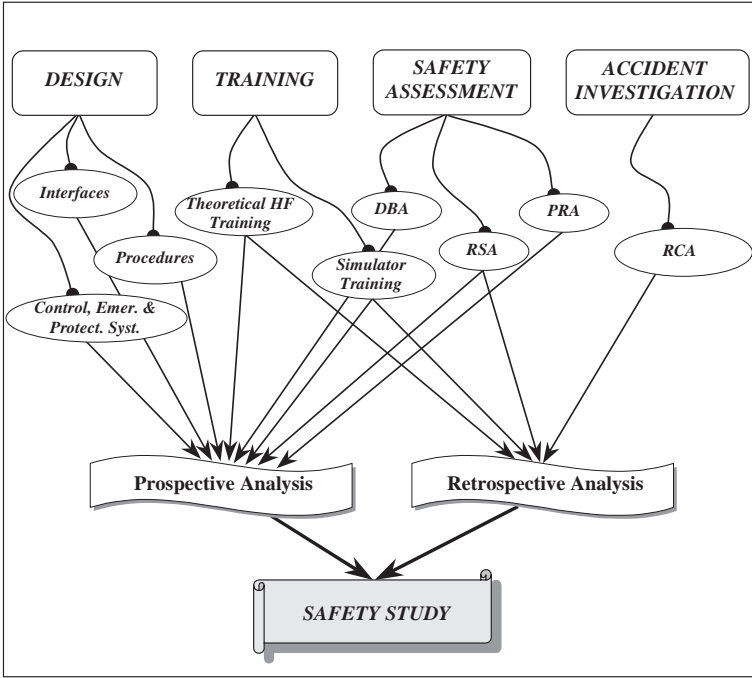 DESIGN
TRAINING
SAFETY
ASSESSMENT
ACCIDENT
INVESTIGATION
Interfaces
Theoretical HF
Training
DBA
PRA
Procedures
Simulator
Training
RSA
RCA
Control, Emer. &
Protect. Syst.
Prospective Analysis
Retrospective Analysis
SAFETY STUDY